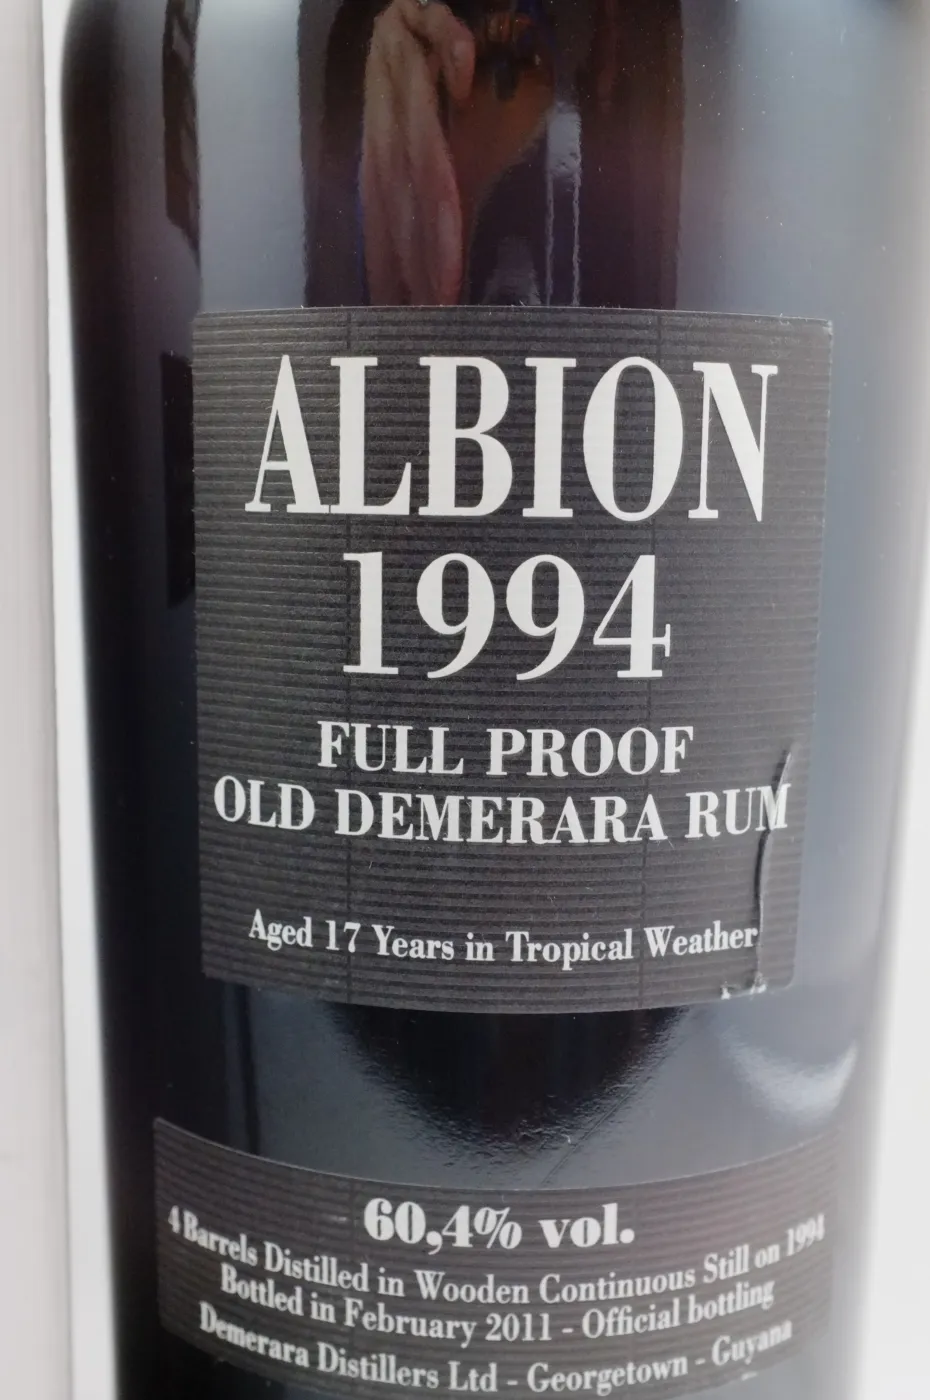 ALBION
1994
FULL PROOF
OLD DEMERARA RUM
Aged 17 Years in Tropical Weather
60,4% vol.
4 Barrels Distilled in Wooden Continuous Still on 1994
Bottled in February 2011 - Official bottling
Demerara Distillers Ltd - Georgetown - Guyana